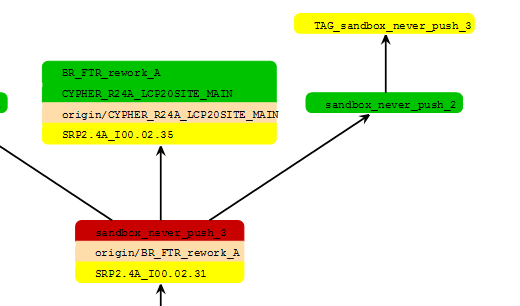 TAG_sandbox_never_push_3
BR_FTR_rework_A
CYPHER_R24A_LCP20SITE_MAIN
origin/CYPHER_R24A_LCP20SITE_MAIN
SRP2.4A_I00.02.35
sandbox_never_push_2
sandbox_never_push_3
origin/BR_FTR_rework_A
SRP2.4A_I00.02.31